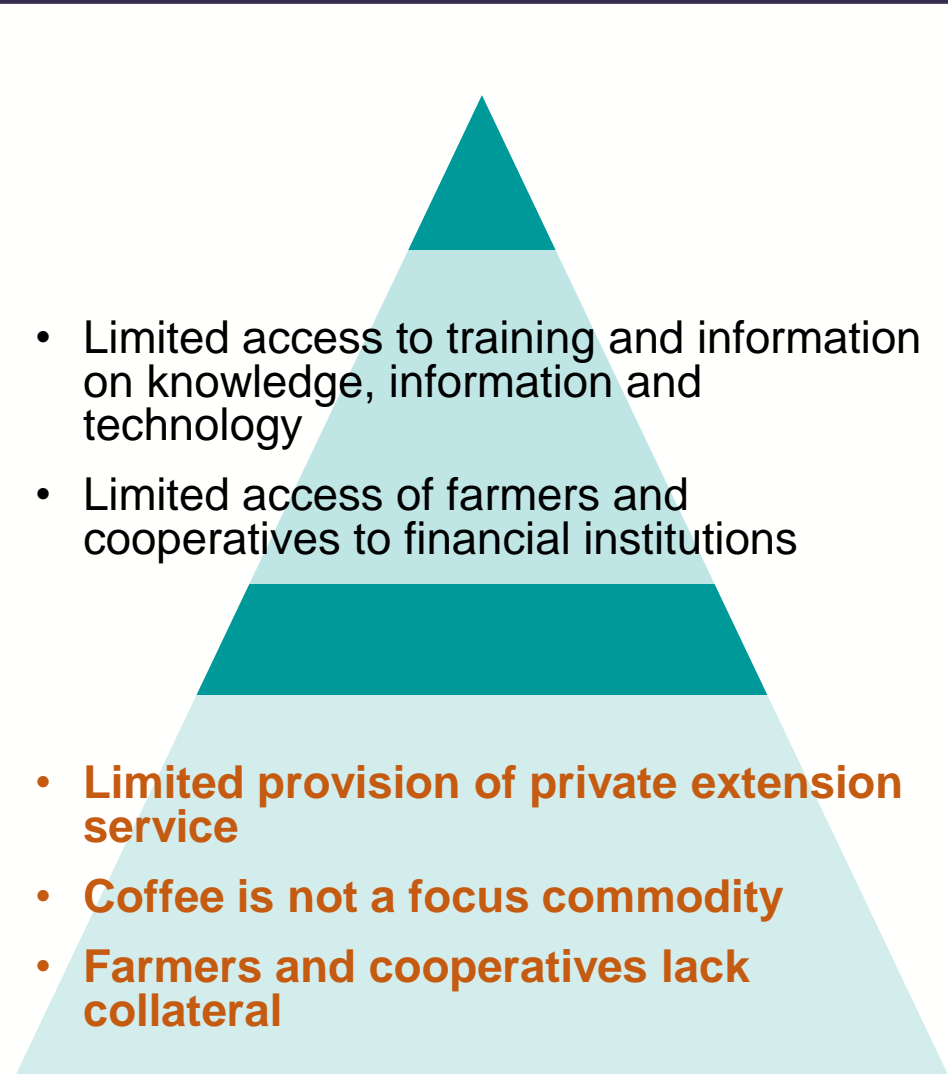 • Limited access to training and information
on knowledge, information and
technology
• Limited access of farmers and
cooperatives to financial institutions
• Limited provision of private extension
service
• Coffee is not a focus commodity
• Farmers and cooperatives lack
collateral